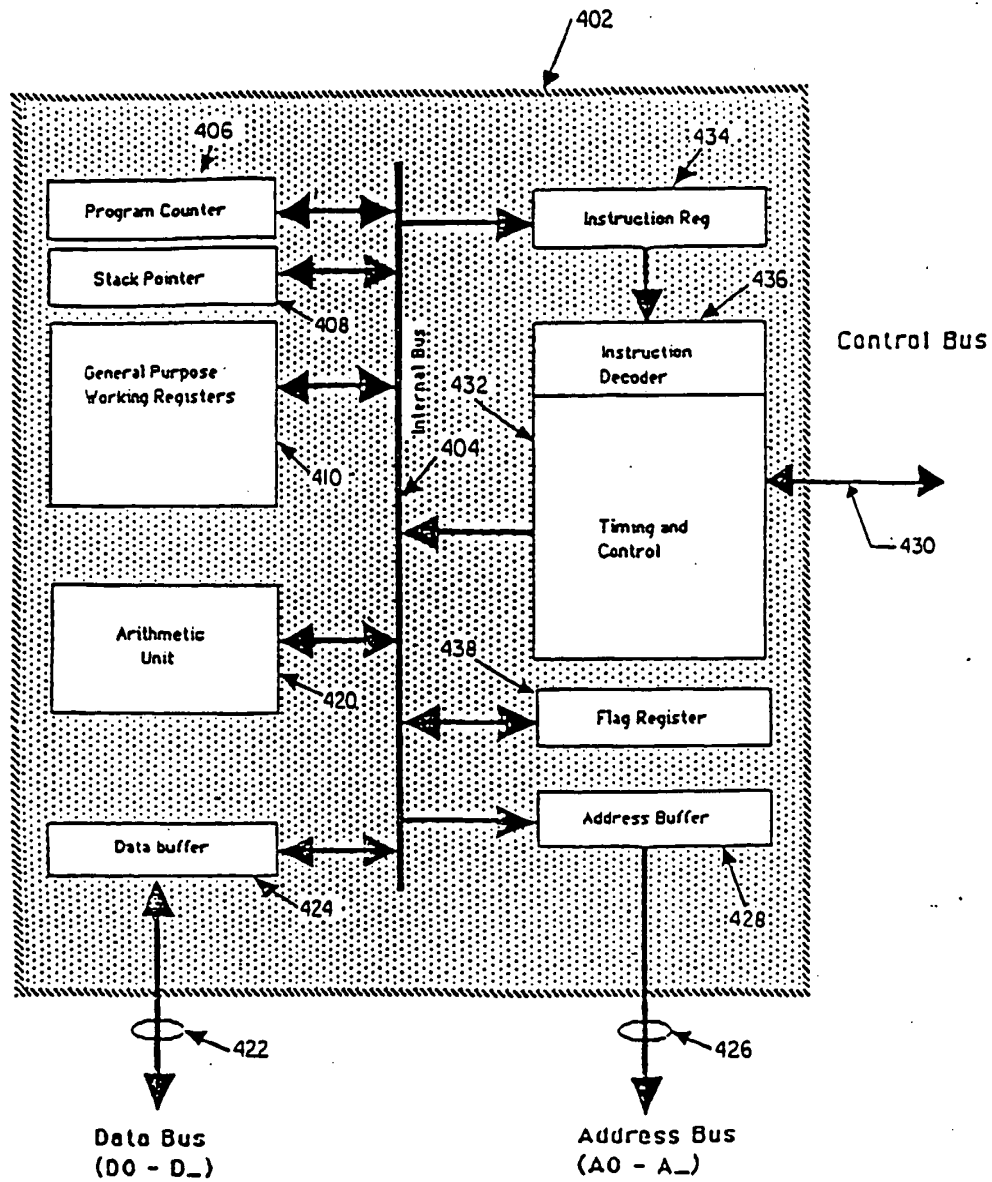 402
406
Program Counter
Stack Pointer
408
General Purpose
Working Registers
410
Arithmetic
Unit
420
Data buffer
424
Internal Bus
404
434
Instruction Reg
436
Instruction
Decoder
432
Timing and
Control
438
Flag Register
Address Buffer
428
Control Bus
430
422
426
Data Bus
(D0 - D_)
Address Bus
(A0 - A_)